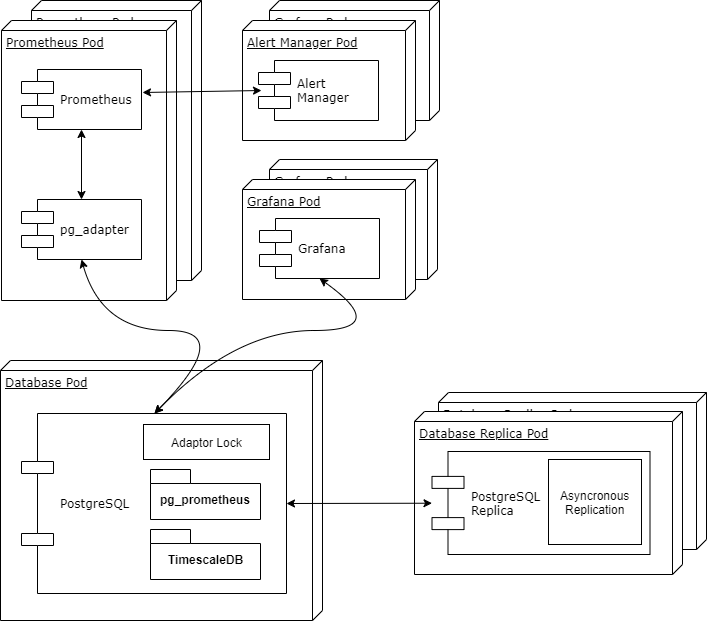 Prometheus Pod
Prometheus
pg_adapter
Alert Manager Pod
Alert
Manager
Grafana Pod
Grafana
Database Pod
PostgreSQL
Adaptor Lock
pg_prometheus
TimescaleDB
Database Replica Pod
PostgreSQL
Replica
Asyncronous
Replication